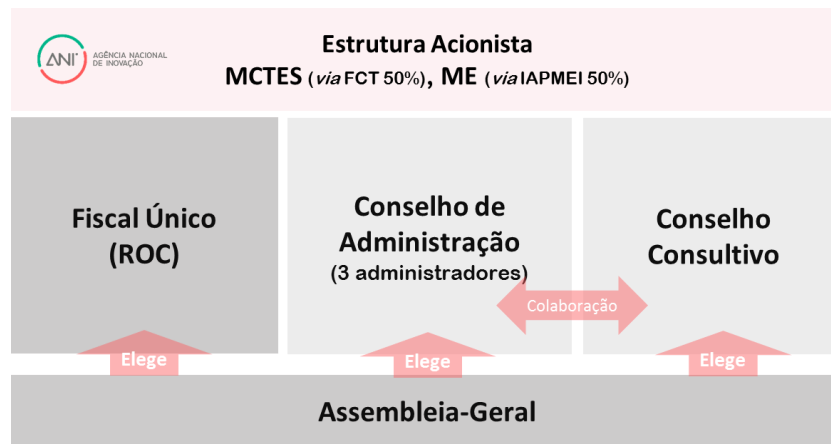 ANI
AGÊNCIA NACIONAL
DE INOVAÇÃO
Estrutura Acionista
MCTES (via FCT 50%), ME (via IAPMEI 50%)
Fiscal Único
(ROC)
Conselho de
Administração
(3 administradores)
Conselho
Consultivo
Colaboração
Elege
Elege
Elege
Assembleia-Geral